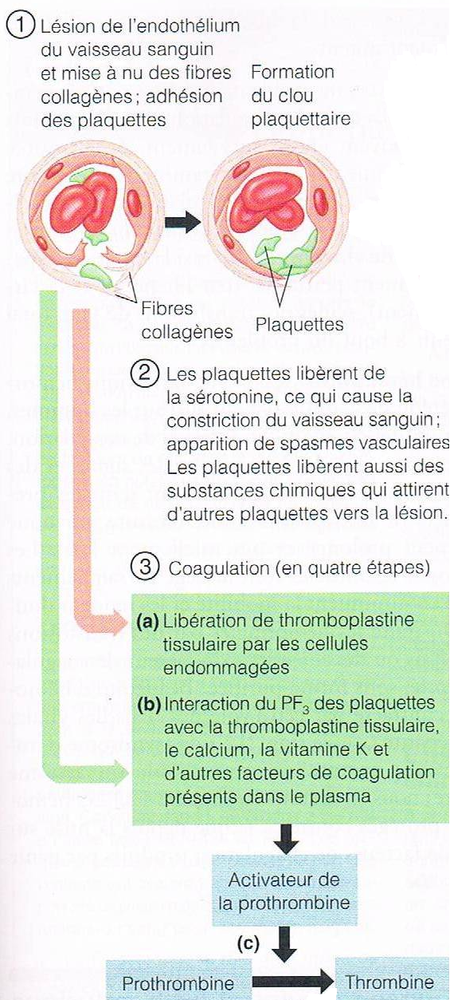 ① Lésion de l'endothélium
du vaisseau sanguin
et mise à nu des fibres
collagènes ; adhésion
des plaquettes
Formation
du clou
plaquettaire
Fibres
collagènes
Plaquettes
② Les plaquettes libèrent de
la sérotonine, ce qui cause la
constriction du vaisseau sanguin ;
apparition de spasmes vasculaires
Les plaquettes libèrent aussi des
substances chimiques qui attirent
d'autres plaquettes vers la lésion.
③ Coagulation (en quatre étapes)
(a) Libération de thromboplastine
tissulaire par les cellules
endommagées
(b) Interaction du PF₃ des plaquettes
avec la thromboplastine tissulaire,
le calcium, la vitamine K et
d'autres facteurs de coagulation
présents dans le plasma
Activateur de
la prothrombine
(c)
Prothrombine
Thrombine